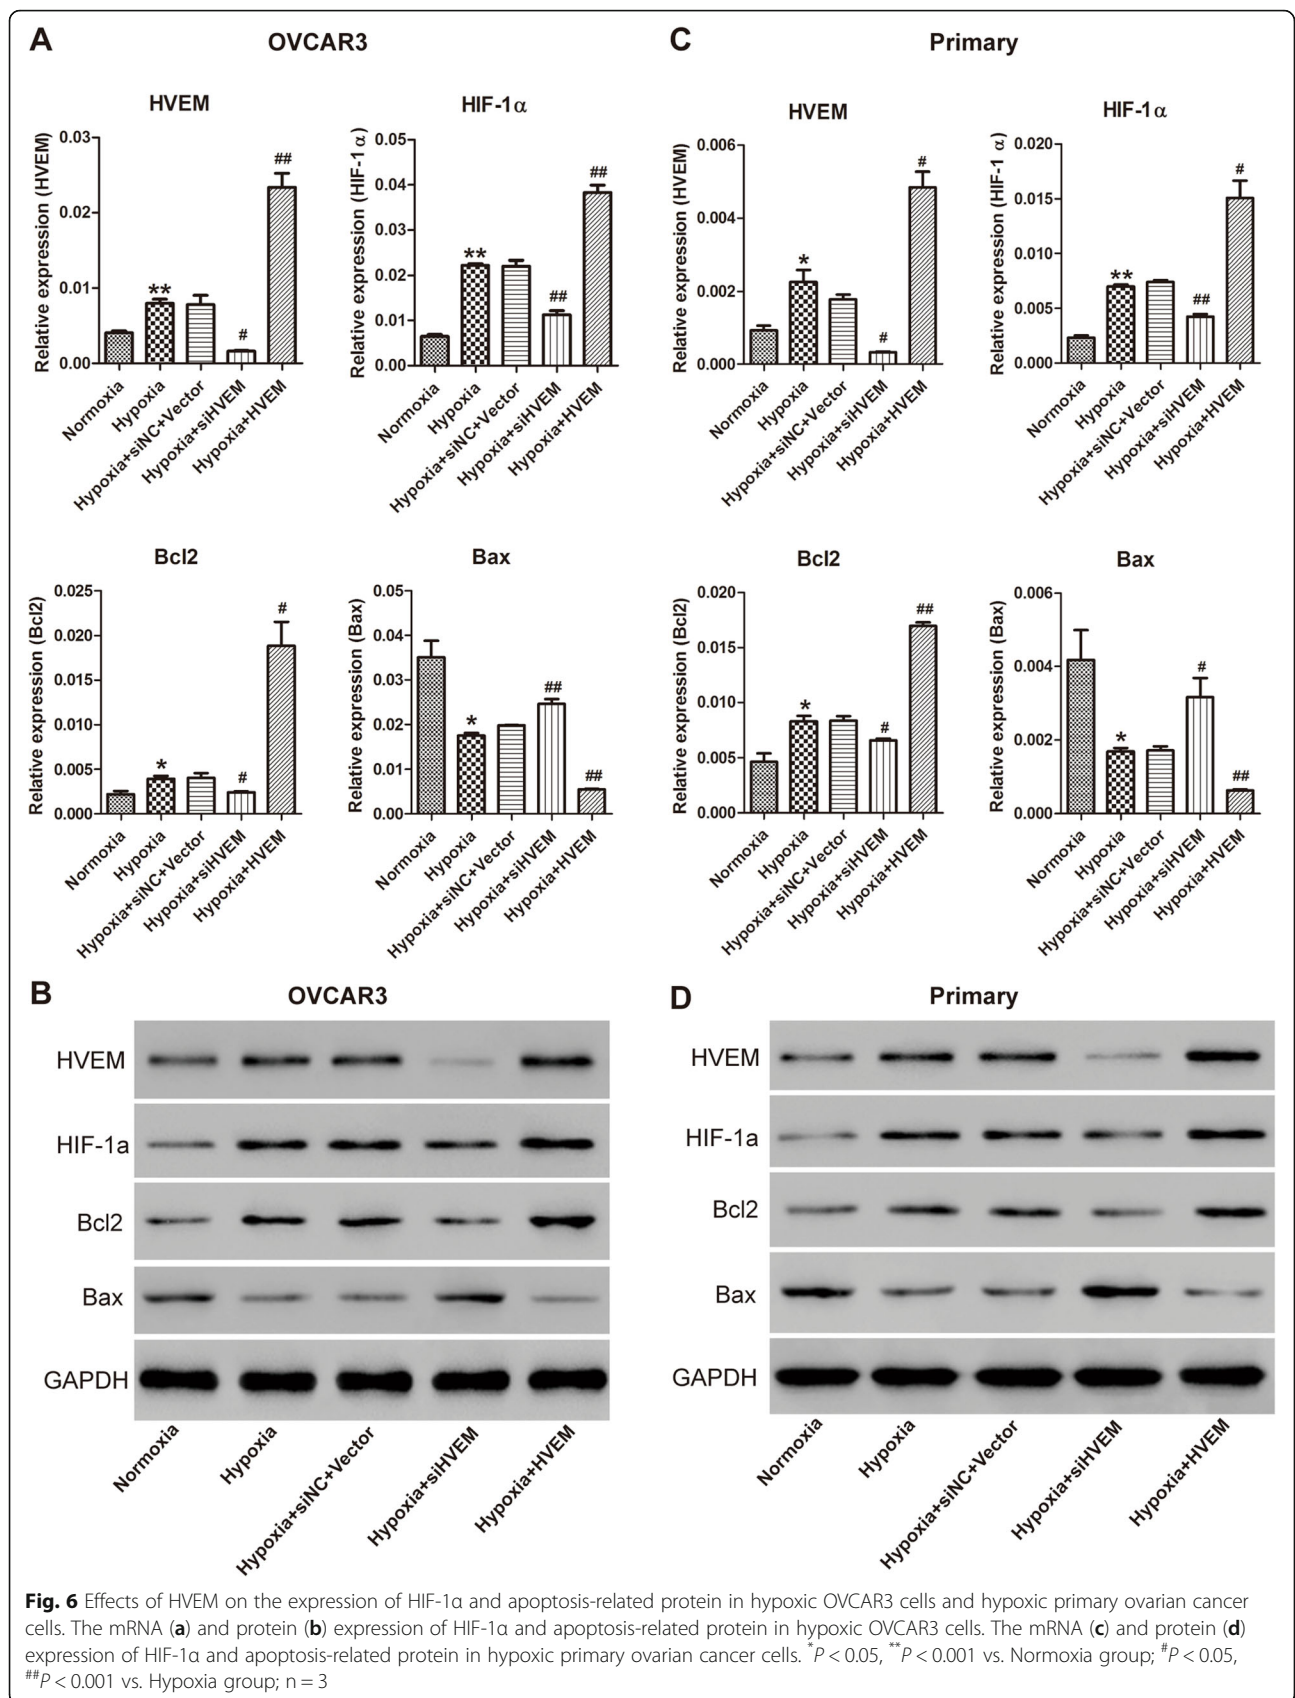 A
OVCAR3
HVEM
Relative expression (HVEM)
0.03
0.02
0.01
0.00
**
#
##
Normoxia
Hypoxia
Hypoxia+siNC+Vector
Hypoxia+siHVEM
Hypoxia+HVEM
HIF-1α
Relative expression (HIF-1 α)
0.05
0.04
0.03
0.02
0.01
0.00
**
##
##
Normoxia
Hypoxia
Hypoxia+siNC+Vector
Hypoxia+siHVEM
Hypoxia+HVEM
Bcl2
Relative expression (Bcl2)
0.025
0.020
0.015
0.010
0.005
0.000
*
#
#
Normoxia
Hypoxia
Hypoxia+siNC+Vector
Hypoxia+siHVEM
Hypoxia+HVEM
Bax
Relative expression (Bax)
0.05
0.04
0.03
0.02
0.01
0.00
*
##
##
Normoxia
Hypoxia
Hypoxia+siNC+Vector
Hypoxia+siHVEM
Hypoxia+HVEM
C
Primary
HVEM
Relative expression (HVEM)
0.006
0.004
0.002
0.000
*
#
#
Normoxia
Hypoxia
Hypoxia+siNC+Vector
Hypoxia+siHVEM
Hypoxia+HVEM
HIF-1α
Relative expression (HIF-1 α)
0.020
0.015
0.010
0.005
0.000
**
##
#
Normoxia
Hypoxia
Hypoxia+siNC+Vector
Hypoxia+siHVEM
Hypoxia+HVEM
Bcl2
Relative expression (Bcl2)
0.020
0.015
0.010
0.005
0.000
*
#
##
Normoxia
Hypoxia
Hypoxia+siNC+Vector
Hypoxia+siHVEM
Hypoxia+HVEM
Bax
Relative expression (Bax)
0.006
0.004
0.002
0.000
*
#
##
Normoxia
Hypoxia
Hypoxia+siNC+Vector
Hypoxia+siHVEM
Hypoxia+HVEM
B
OVCAR3
HVEM
HIF-1a
Bcl2
Bax
GAPDH
Normoxia
Hypoxia
Hypoxia+siNC+Vector
Hypoxia+siHVEM
Hypoxia+HVEM
D
Primary
HVEM
HIF-1a
Bcl2
Bax
GAPDH
Normoxia
Hypoxia
Hypoxia+siNC+Vector
Hypoxia+siHVEM
Hypoxia+HVEM
Fig. 6 Effects of HVEM on the expression of HIF-1α and apoptosis-related protein in hypoxic OVCAR3 cells and hypoxic primary ovarian cancer
cells. The mRNA (a) and protein (b) expression of HIF-1α and apoptosis-related protein in hypoxic OVCAR3 cells. The mRNA (c) and protein (d)
expression of HIF-1α and apoptosis-related protein in hypoxic primary ovarian cancer cells. *P < 0.05, **P < 0.001 vs. Normoxia group; #P < 0.05,
##P < 0.001 vs. Hypoxia group; n = 3